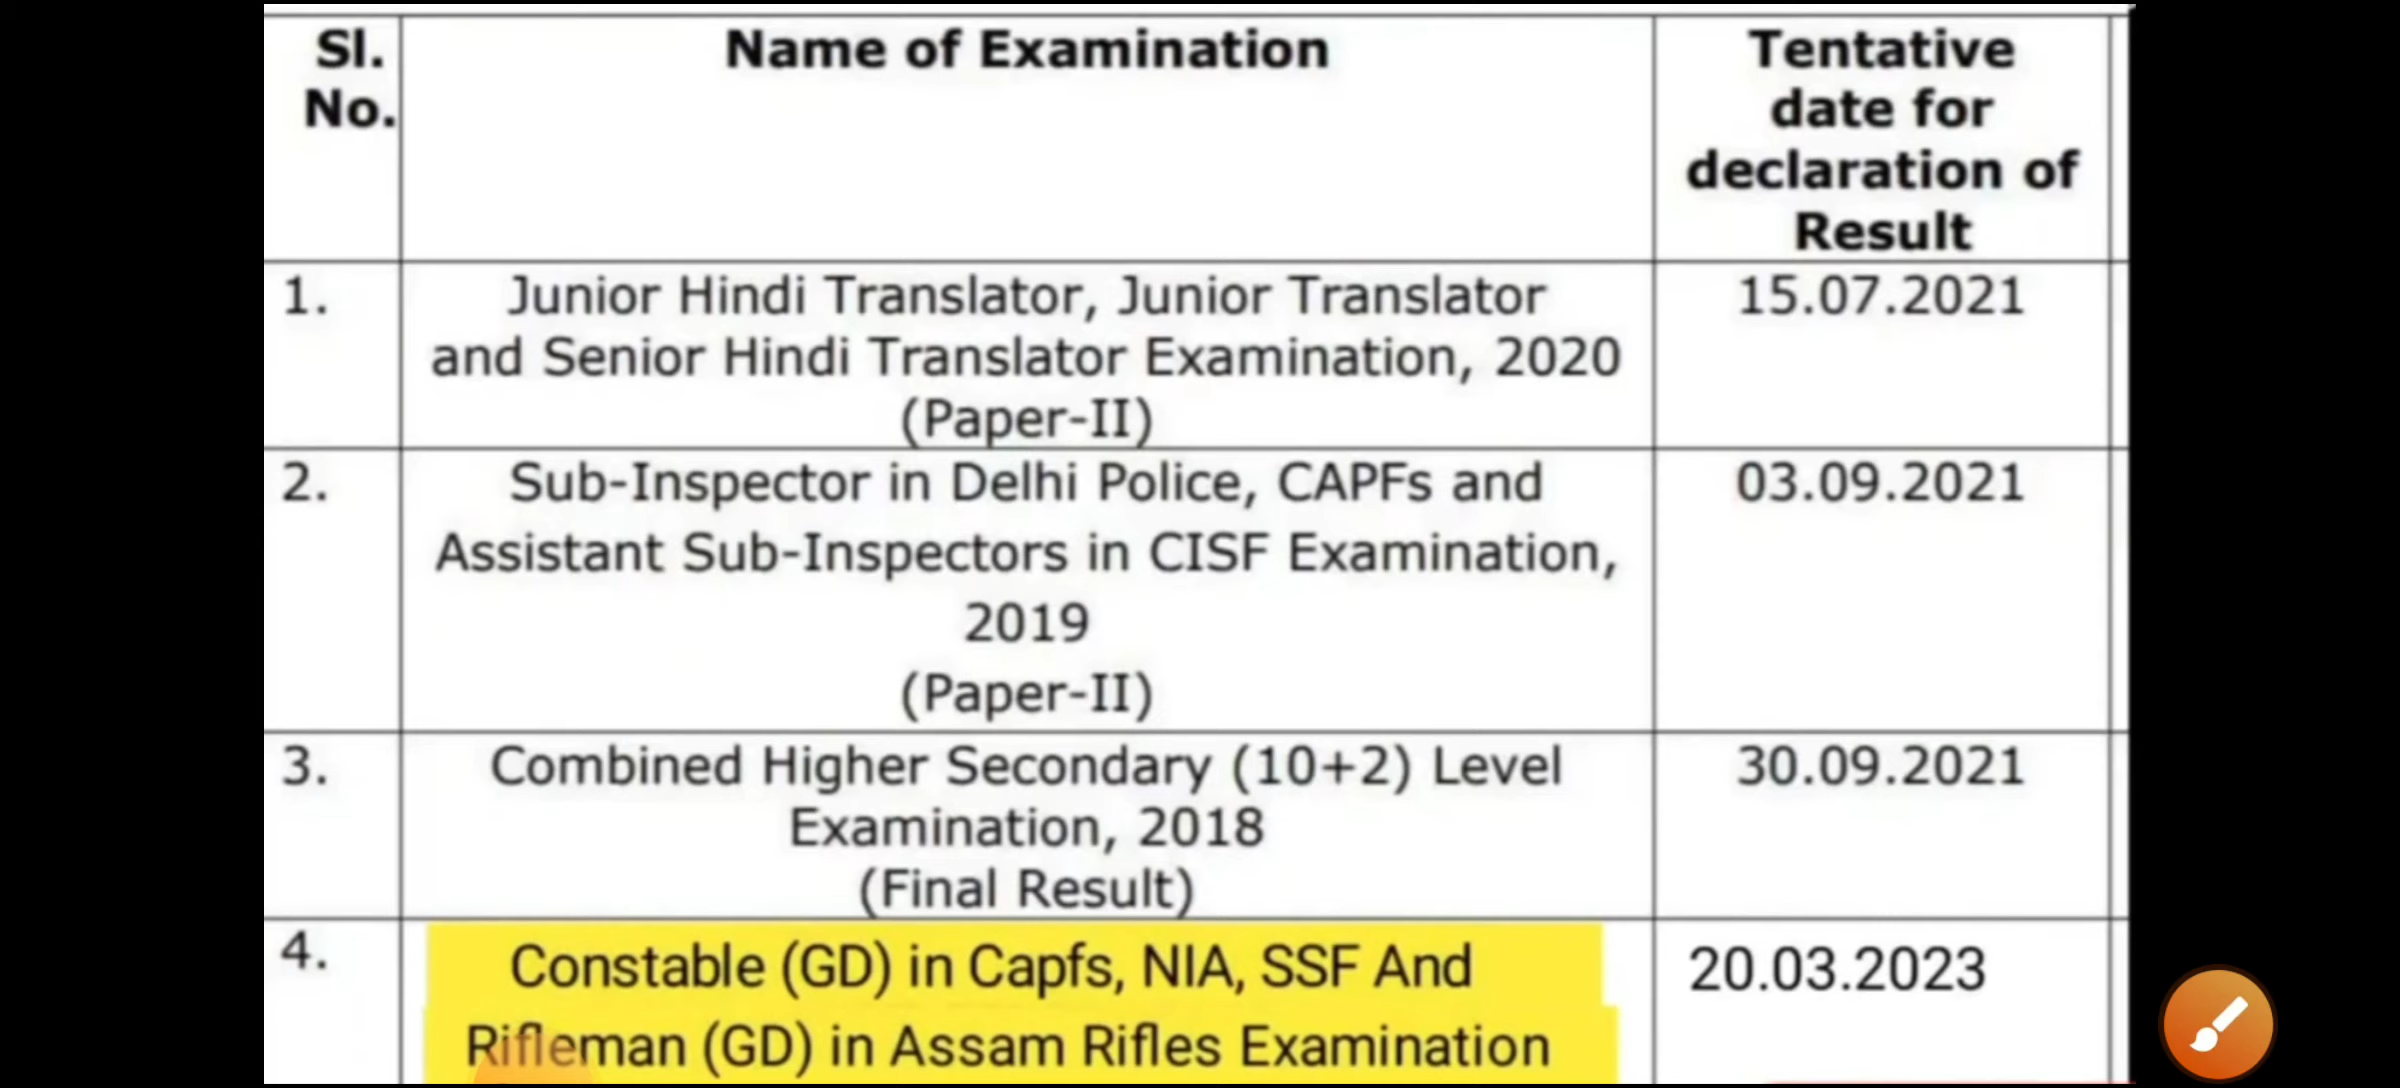 Sl.
No.
Name of Examination
Tentative
date for
declaration of
Result
1.
Junior Hindi Translator, Junior Translator
and Senior Hindi Translator Examination, 2020
(Paper-II)
15.07.2021
2.
Sub-Inspector in Delhi Police, CAPFs and
Assistant Sub-Inspectors in CISF Examination,
2019
(Paper-II)
03.09.2021
3.
Combined Higher Secondary (10+2) Level
Examination, 2018
(Final Result)
30.09.2021
4.
Constable (GD) in Capfs, NIA, SSF And
Rifleman (GD) in Assam Rifles Examination
20.03.2023